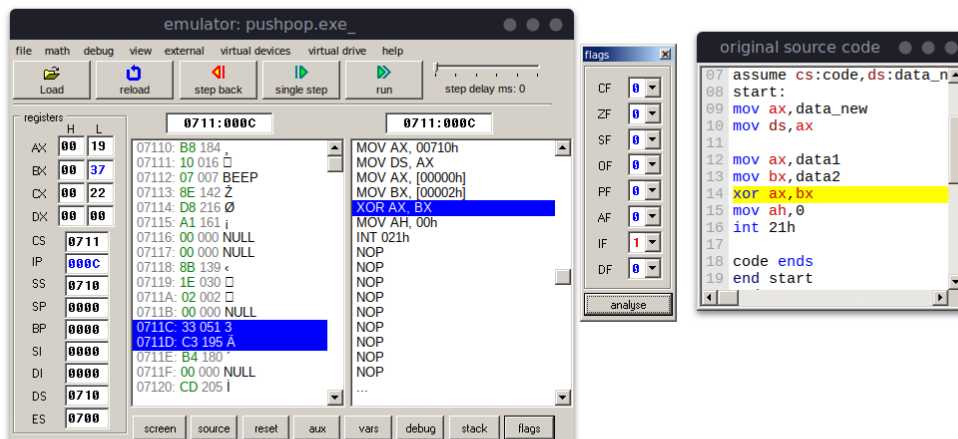 emulator: pushpop.exe_
file math debug view external virtual devices virtual drive help
Load reload step back single step run step delay ms: 0
registers
H L
AX 00 19
BX 00 37
CX 00 22
DX 00 00
CS 0711
IP 000C
SS 0710
SP 0000
BP 0000
SI 0000
DI 0000
DS 0710
ES 0700
0711:000C
07110: B8 184 ¸
07111: 10 016
07112: 07 007 BEEP
07113: 8E 142 Ž
07114: D8 216 Ø
07115: A1 161 ¡
07116: 00 000 NULL
07117: 00 000 NULL
07118: 8B 139 ‹
07119: 1E 030
0711A: 02 002
0711B: 00 000 NULL
0711C: 33 051 3
0711D: C3 195 Ã
0711E: B4 180 ´
0711F: 00 000 NULL
07120: CD 205 Í
0711:000C
MOV AX, 00710h
MOV DS, AX
MOV AX, [00000h]
MOV BX, [00002h]
XOR AX, BX
MOV AH, 00h
INT 021h
NOP
NOP
NOP
NOP
NOP
NOP
NOP
NOP
NOP
...
screen source reset aux vars debug stack flags
flags
CF 0
ZF 0
SF 0
OF 0
PF 0
AF 0
IF 1
DF 0
analyse
original source code
07 assume cs:code,ds:data_n
08 start:
09 mov ax,data_new
10 mov ds,ax
11
12 mov ax,data1
13 mov bx,data2
14 xor ax,bx
15 mov ah,0
16 int 21h
17
18 code ends
19 end start